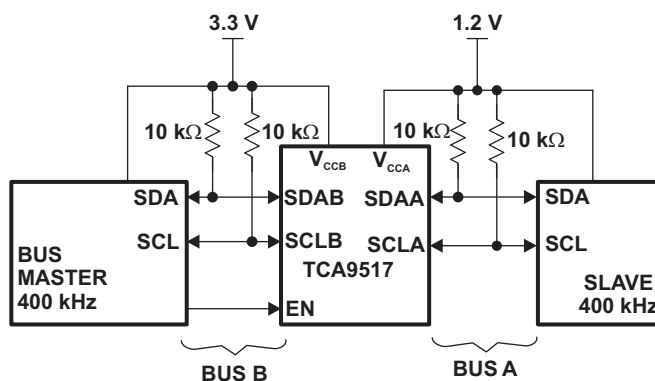 3.3 V
1.2 V
10 kΩ
10 kΩ
10 kΩ
10 kΩ
VCCB
VCCA
SDA
SDAB
SDAA
SDA
SCL
SCLB
SCLA
SCL
BUS
MASTER
400 kHz
TCA9517
SLAVE
400 kHz
EN
BUS B
BUS A